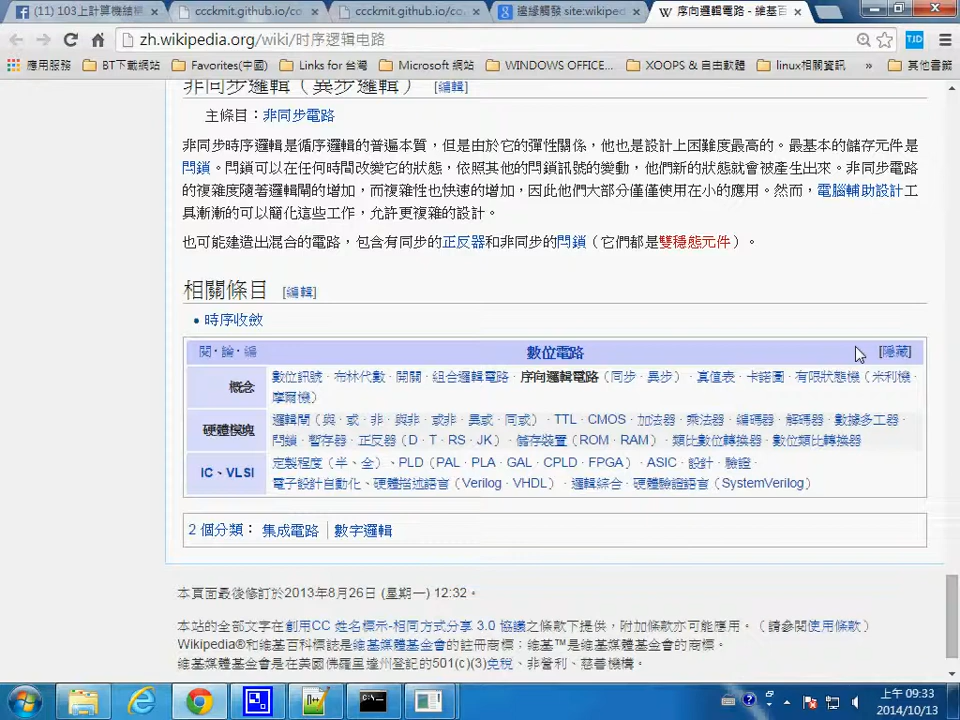 (11) 103上計算機結構
ccckmit.github.io/co
ccckmit.github.io/co
邊緣觸發 site:wikiped
序向邏輯電路 - 維基百
zh.wikipedia.org/wiki/时序逻辑电路
應用服務 BT下載網站 Favorites(中國) Links for 台灣 Microsoft 網站 WINDOWS OFFICE... XOOPS & 自由軟體 linux相關資訊 » 其他書籤
TJD
非同步邏輯（異步邏輯） [編輯]
主條目：非同步電路
非同步時序邏輯是循序邏輯的普遍本質，但是由於它的彈性關係，他也是設計上困難度最高的。最基本的儲存元件是
閂鎖。閂鎖可以在任何時間改變它的狀態，依照其他的閂鎖訊號的變動，他們新的狀態就會被產生出來。非同步電路
的複雜度隨著邏輯閘的增加，而複雜性也快速的增加，因此他們大部分僅僅使用在小的應用。然而，電腦輔助設計工
具漸漸的可以簡化這些工作，允許更複雜的設計。
也可能建造出混合的電路，包含有同步的正反器和非同步的閂鎖（它們都是雙穩態元件）。
相關條目 [編輯]
• 時序收斂
閱·論·編 數位電路 [隱藏]
概念 數位訊號 · 布林代數 · 開關 · 組合邏輯電路 · 序向邏輯電路（同步 · 異步） · 真值表 · 卡諾圖 · 有限狀態機（米利機 ·
摩爾機）
硬體模塊 邏輯閘（與 · 或 · 非 · 與非 · 或非 · 異或 · 同或） · TTL · CMOS · 加法器 · 乘法器 · 編碼器 · 解碼器 · 數據多工器 ·
閂鎖 · 暫存器 · 正反器（D · T · RS · JK） · 儲存裝置（ROM · RAM） · 類比數位轉換器 · 數位類比轉換器
IC、VLSI 定製程度（半、全）· PLD（PAL · PLA · GAL · CPLD · FPGA） · ASIC · 設計 · 驗證 ·
電子設計自動化、硬體描述語言（Verilog · VHDL） · 邏輯綜合 · 硬體驗證語言（SystemVerilog）
2 個分類： 集成電路 | 數字邏輯
本頁面最後修訂於2013年8月26日 (星期一) 12:32。
本站的全部文字在創用CC 姓名標示-相同方式分享 3.0 協議之條款下提供，附加條款亦可能應用。（請參閱使用條款）
Wikipedia®和維基百科標誌是維基媒體基金會的註冊商標；維基™是維基媒體基金會的商標。
維基媒體基金會是在美國佛羅里達州登記的501(c)(3)免稅、非營利、慈善機構。
上午 09:33
2014/10/13